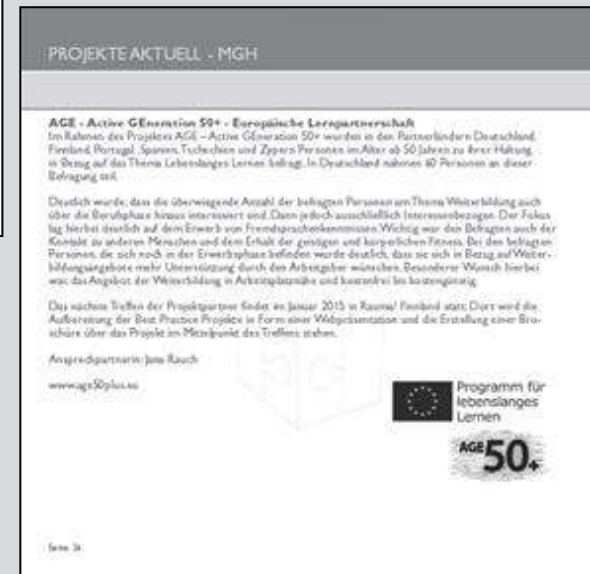 PROJEKTE AKTUELL - MGH
AGE - Active GEneration 50+ - Europäische Lernpartnerschaft
Im Rahmen des Projektes AGE – Active GEneration 50+ wurden in den Partnerländern Deutschland,
Finnland, Portugal, Spanien, Tschechien und Zypern Personen im Alter ab 50 Jahren zu ihrer Haltung
in Bezug auf das Thema Lebenslanges Lernen befragt. In Deutschland nahmen 60 Personen an dieser
Befragung teil.
Deutlich wurde, dass die überwiegende Anzahl der befragten Personen am Thema Weiterbildung auch
über die Berufsphase hinaus interessiert sind. Dann jedoch ausschließlich Interessenbezogen. Der Fokus
lag hierbei deutlich auf dem Erwerb von Fremdsprachenkenntnissen. Wichtig war den Befragten auch der
Kontakt zu anderen Menschen und dem Erhalt der geistigen und körperlichen Fitness. Bei den befragten
Personen, die sich noch in der Erwerbsphase befinden wurde deutlich, dass sie sich in Bezug auf Weiter-
bildungsangebote mehr Unterstützung durch den Arbeitgeber wünschen. Besonderer Wunsch hierbei
war, das Angebot der Weiterbildung in Arbeitsplatznähe und kostenfrei bis kostengünstig.
Das nächste Treffen der Projektpartner findet im Januar 2015 in Rauma/ Finnland statt. Dort wird die
Aufbereitung der Best Practice Projekte in Form einer Webpräsentation und die Erstellung einer Bro-
schüre über das Projekt im Mittelpunkt des Treffens stehen.
Ansprechpartnerin: Jana Rauch
www.age50plus.eu
Programm für
lebenslanges
Lernen
AGE 50+
Seite 36